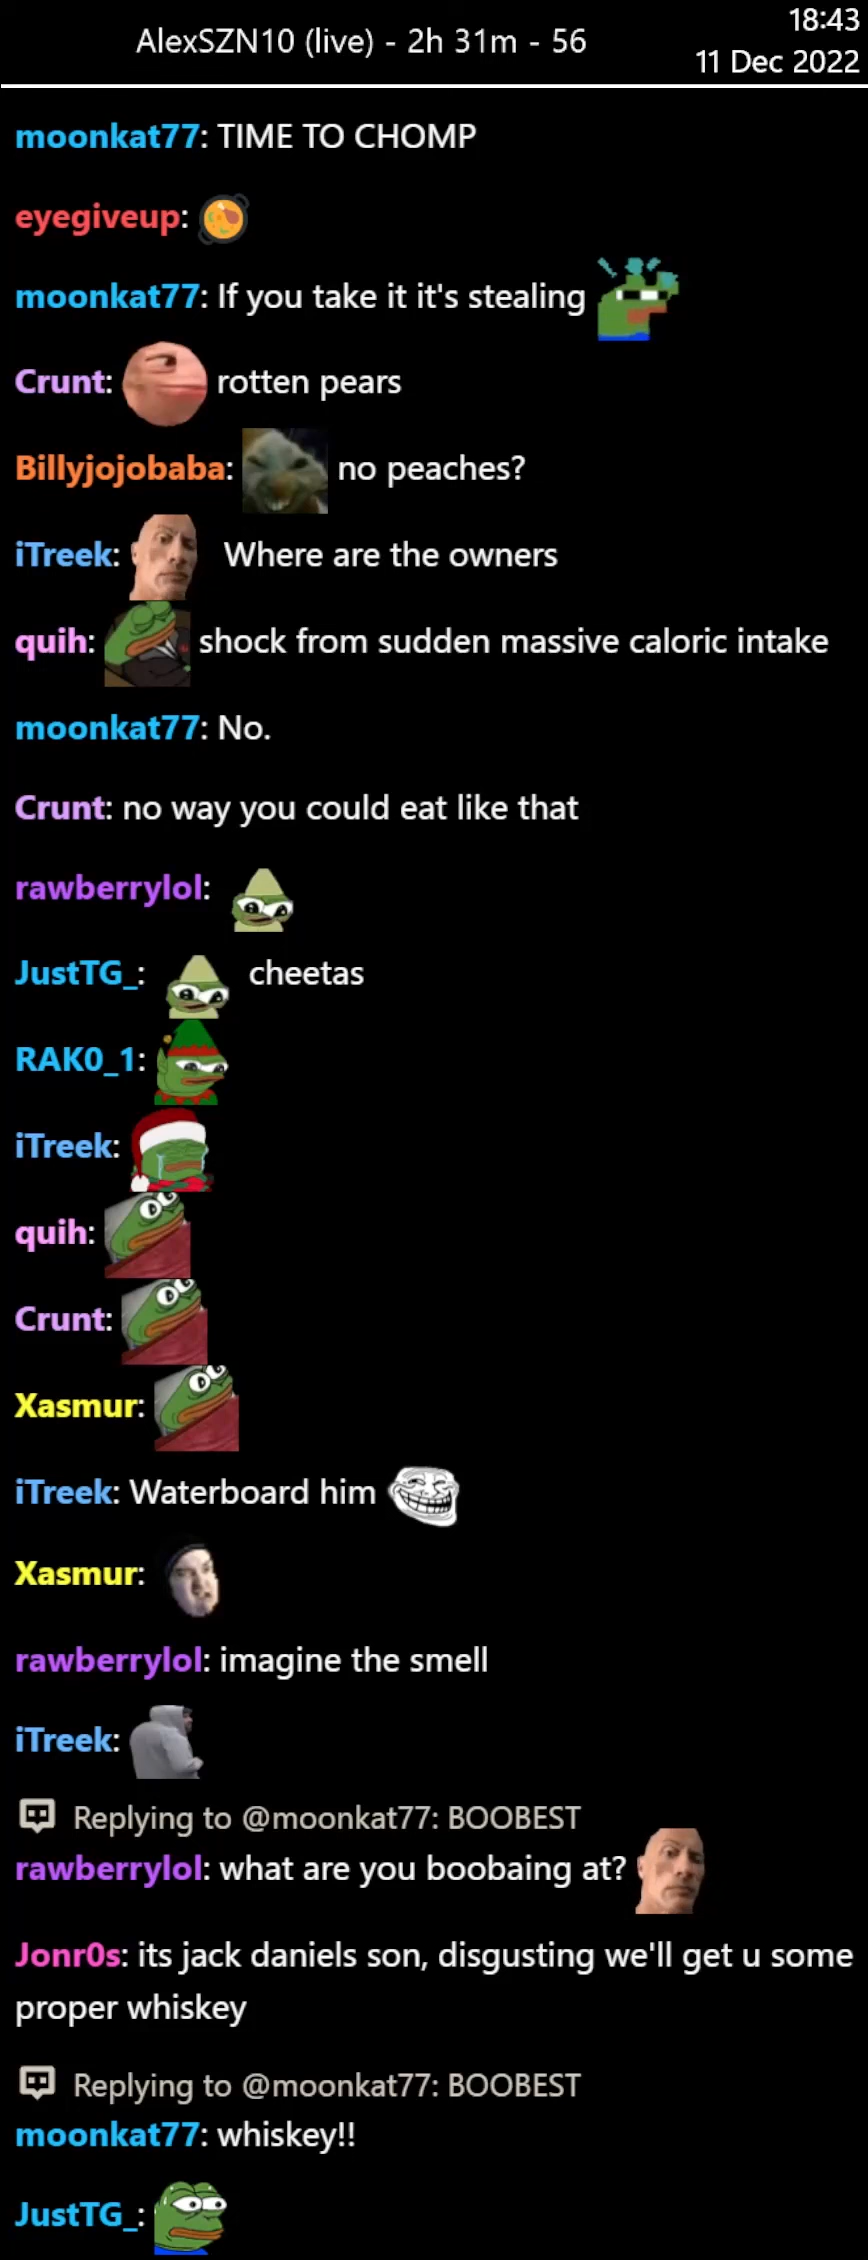 AlexSZN10 (live) - 2h 31m - 56
18:43
11 Dec 2022
moonkat77: TIME TO CHOMP
eyegiveup:
moonkat77: If you take it it's stealing
Crunt: rotten pears
Billyjojobaba: no peaches?
iTreek: Where are the owners
quih: shock from sudden massive caloric intake
moonkat77: No.
Crunt: no way you could eat like that
rawberrylol:
JustTG_: cheetas
RAK0_1:
iTreek:
quih:
Crunt:
Xasmur:
iTreek: Waterboard him
Xasmur:
rawberrylol: imagine the smell
iTreek:
Replying to @moonkat77: BOOBEST
rawberrylol: what are you boobaing at?
Jonr0s: its jack daniels son, disgusting we'll get u some
proper whiskey
Replying to @moonkat77: BOOBEST
moonkat77: whiskey!!
JustTG_: